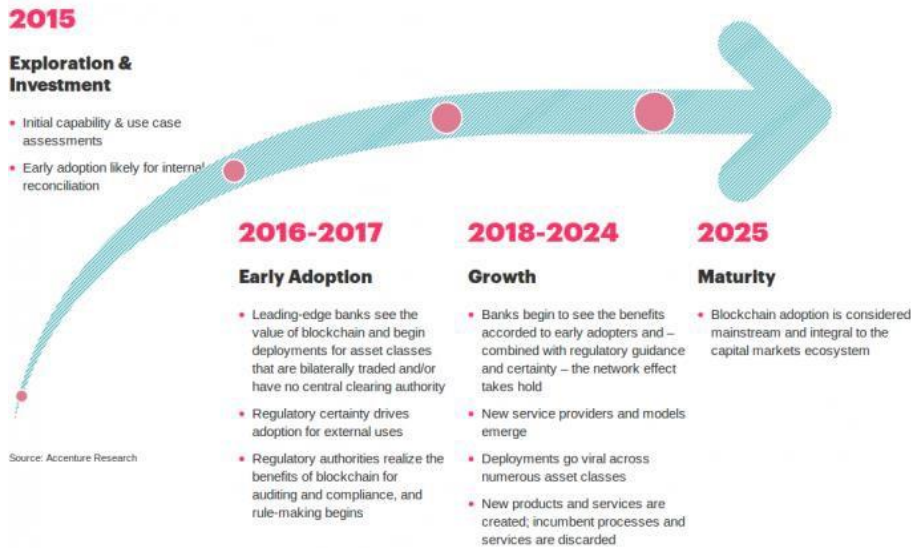 2015
Exploration &
Investment
• Initial capability & use case
assessments
• Early adoption likely for internal
reconciliation
2016-2017
Early Adoption
• Leading-edge banks see the
value of blockchain and begin
deployments for asset classes
that are bilaterally traded and/or
have no central clearing authority
• Regulatory certainty drives
adoption for external uses
• Regulatory authorities realize the
benefits of blockchain for
auditing and compliance, and
rule-making begins
2018-2024
Growth
• Banks begin to see the benefits
accorded to early adopters and –
combined with regulatory guidance
and certainty – the network effect
takes hold
• New service providers and models
emerge
• Deployments go viral across
numerous asset classes
• New products and services are
created; incumbent processes and
services are discarded
2025
Maturity
• Blockchain adoption is considered
mainstream and integral to the
capital markets ecosystem
Source: Accenture Research